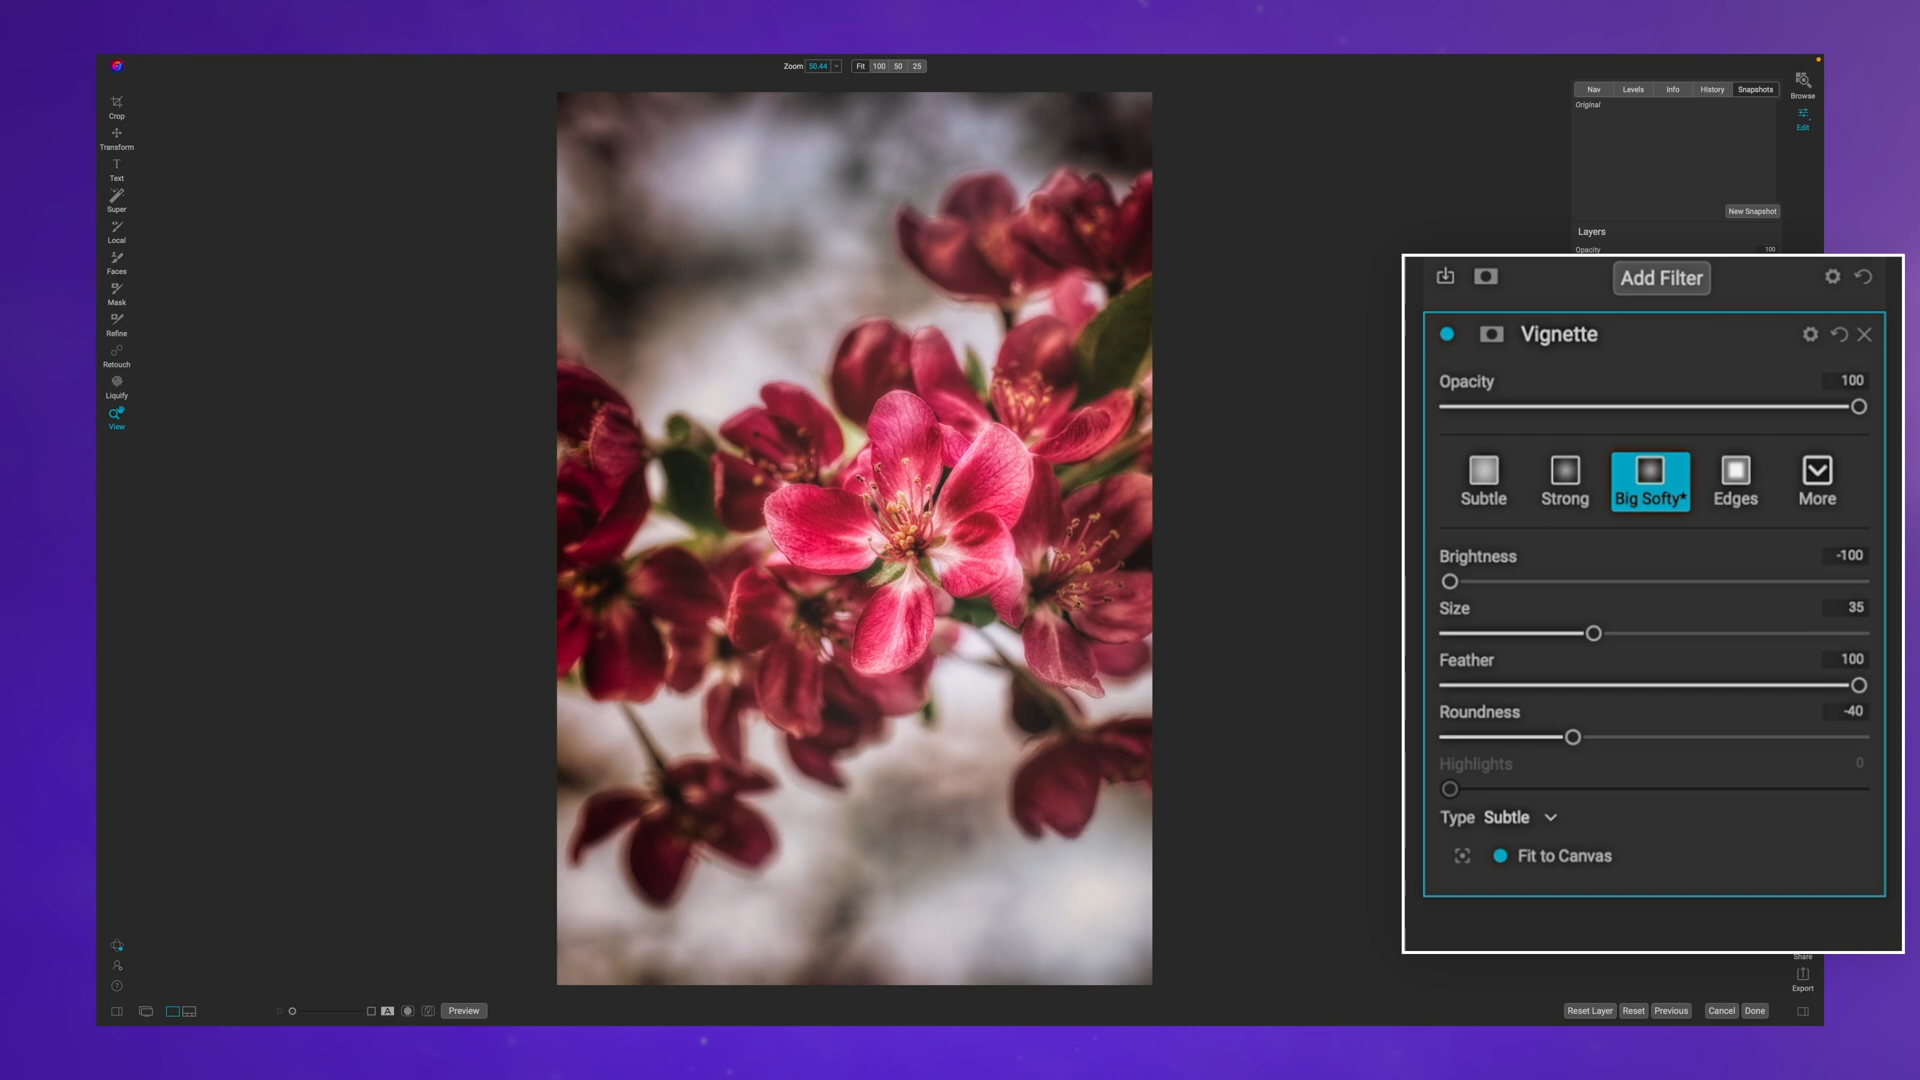 Zoom 50.44 Fit 100 50 25
Crop
Transform
Text
Super
Local
Faces
Mask
Refine
Retouch
Liquify
View
Nav Levels Info History Snapshots
Original
New Snapshot
Layers
Opacity 100
Browse
Edit
Add Filter
Vignette
Opacity 100
Subtle Strong Big Softy* Edges More
Brightness -100
Size 35
Feather 100
Roundness -40
Highlights 0
Type Subtle
Fit to Canvas
Share
Export
A Preview
Reset Layer Reset Previous Cancel Done